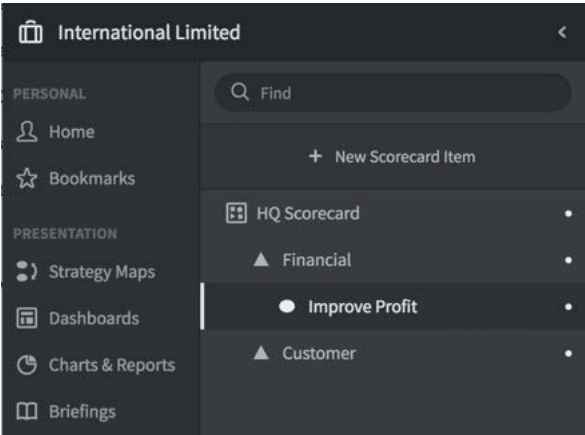 International Limited
PERSONAL
Home
Bookmarks
PRESENTATION
Strategy Maps
Dashboards
Charts & Reports
Briefings
Find
+ New Scorecard Item
HQ Scorecard
Financial
Improve Profit
Customer